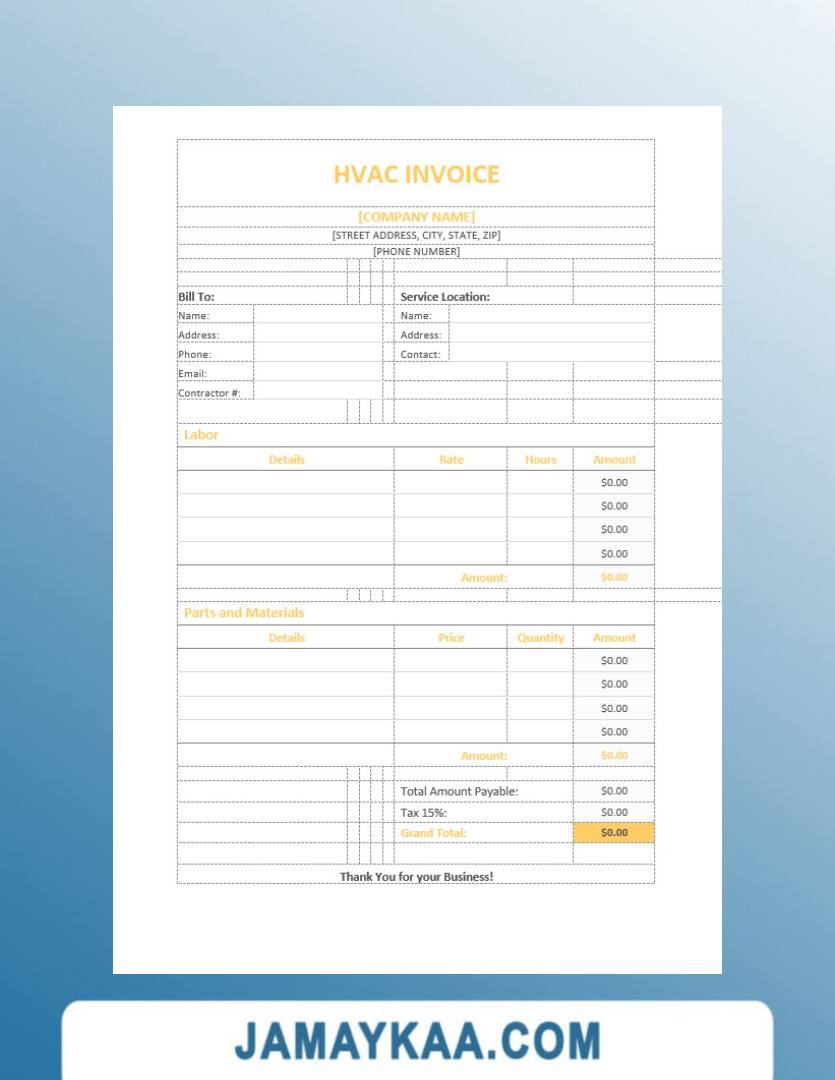 HVAC INVOICE
[COMPANY NAME]
[STREET ADDRESS, CITY, STATE, ZIP]
[PHONE NUMBER]
Bill To: Service Location:
Name: Name:
Address: Address:
Phone: Contact:
Email:
Contractor #:
Labor
Details Rate Hours Amount
$0.00
$0.00
$0.00
$0.00
Amount: $0.00
Parts and Materials
Details Price Quantity Amount
$0.00
$0.00
$0.00
$0.00
Amount: $0.00
Total Amount Payable: $0.00
Tax 15%: $0.00
Grand Total: $0.00
Thank You for your Business!
JAMAYKAA.COM